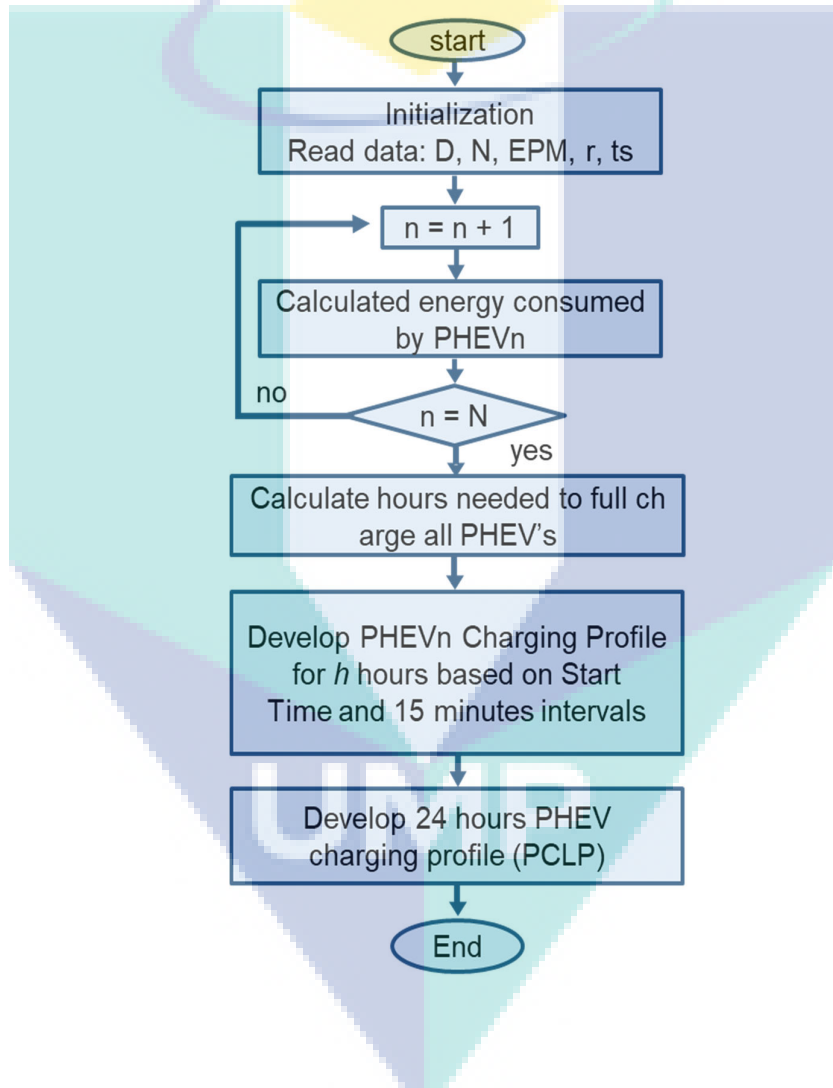 start
Initialization
Read data: D, N, EPM, r, ts
n = n + 1
Calculated energy consumed
by PHEVn
no
n = N
yes
Calculate hours needed to full ch
arge all PHEV's
Develop PHEVn Charging Profile
for h hours based on Start
Time and 15 minutes intervals
UMP
Develop 24 hours PHEV
charging profile (PCLP)
End